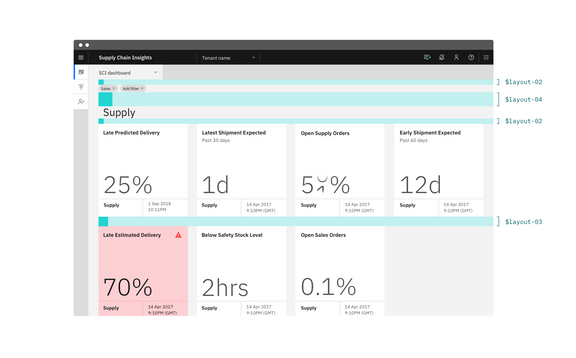 Supply Chain Insights
Tenant name
SCI dashboard
$layout-02
Sales × Add filter
$layout-04
Supply
$layout-02
Late Predicted Delivery
25%
Supply
1 Sep 2018
10:11PM
Latest Shipment Expected
Past 30 days
1d
Supply
14 Apr 2017
9:10PM (GMT)
Open Supply Orders
Supply
14 Apr 2017
9:10PM (GMT)
Early Shipment Expected
Past 60 days
12d
Supply
14 Apr 2017
9:10PM (GMT)
$layout-03
Late Estimated Delivery
70%
Supply
14 Apr 2017
9:10PM (GMT)
Below Safety Stock Level
2hrs
Supply
14 Apr 2017
9:10PM (GMT)
Open Sales Orders
0.1%
Supply
14 Apr 2017
9:10PM (GMT)